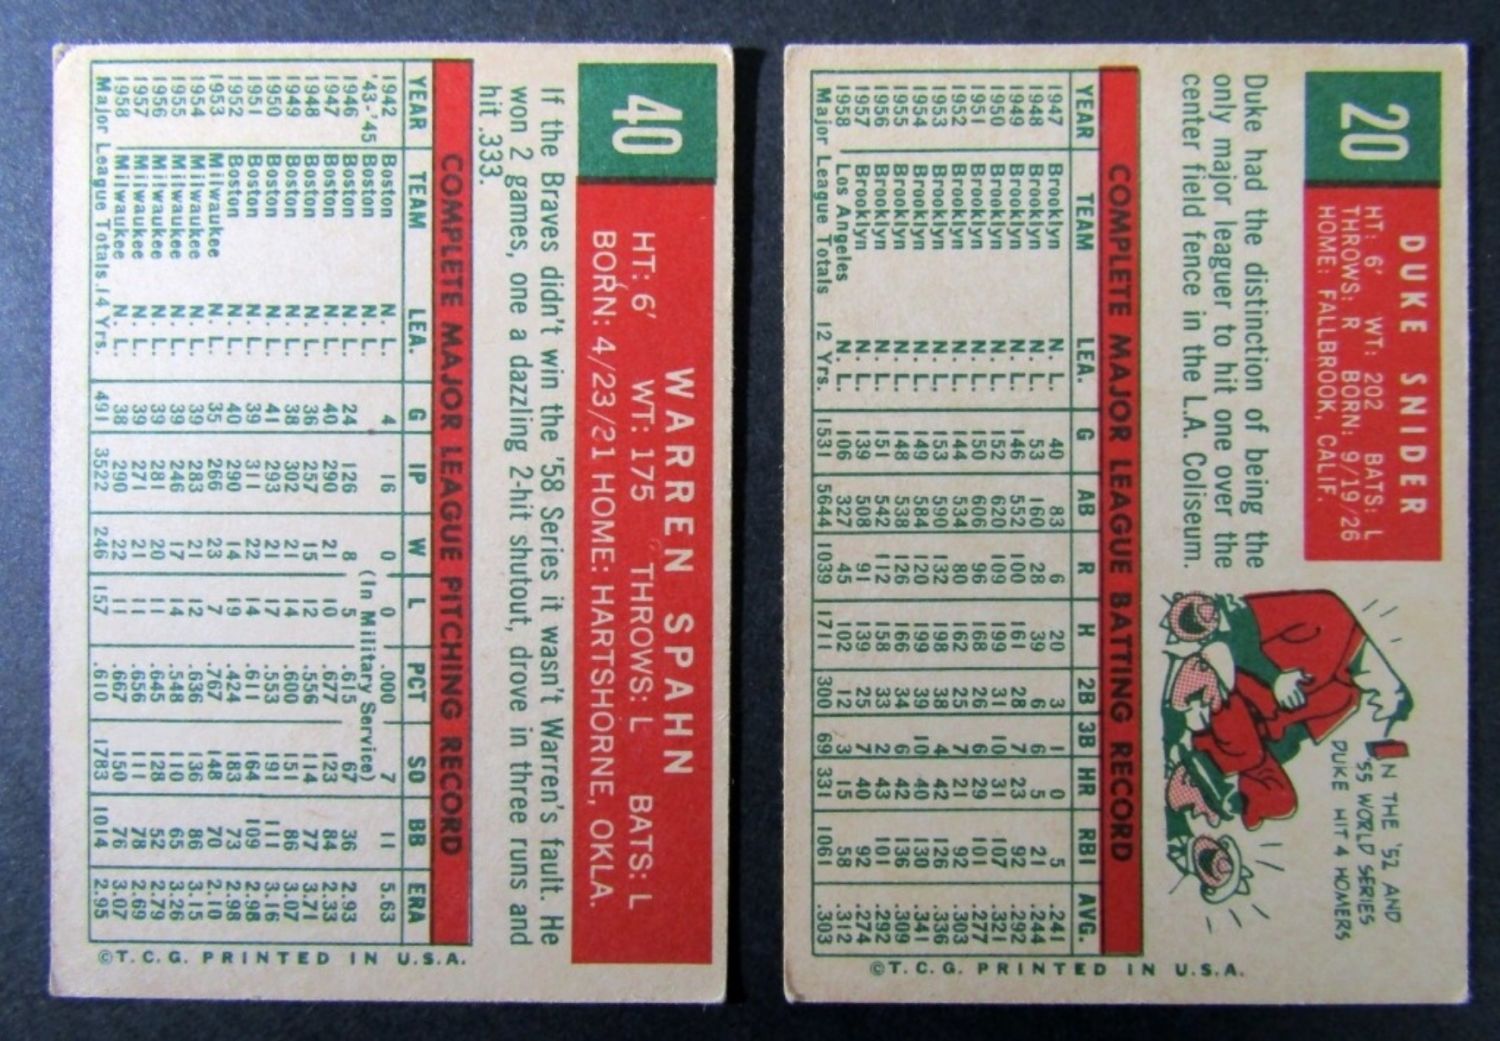 40
WARREN SPAHN
HT: 6' WT: 175 THROWS: L BATS: L
BORN: 4/23/21 HOME: HARTSHORNE, OKLA.
If the Braves didn't win the '58 Series it wasn't Warren's fault. He
won 2 games, one a dazzling 2-hit shutout, drove in three runs and
hit .333.
COMPLETE MAJOR LEAGUE PITCHING RECORD
YEAR TEAM LEA. G IP W L PCT SO BB ERA
1942 Boston N. L. 4 16 0 0 .000 7 11 5.63
'43-'45 Boston N. L. (In Military Service)
1946 Boston N. L. 24 126 8 5 .615 67 36 2.93
1947 Boston N. L. 40 290 21 10 .677 123 84 2.33
1948 Boston N. L. 36 257 15 12 .556 114 77 3.71
1949 Boston N. L. 38 302 21 14 .600 151 86 3.07
1950 Boston N. L. 41 293 21 17 .553 191 111 3.16
1951 Boston N. L. 39 311 22 14 .611 164 109 2.98
1952 Boston N. L. 40 290 14 19 .424 183 73 2.98
1953 Milwaukee N. L. 35 266 23 7 .767 148 70 2.10
1954 Milwaukee N. L. 39 283 21 12 .636 136 86 3.15
1955 Milwaukee N. L. 39 246 17 14 .548 110 65 3.26
1956 Milwaukee N. L. 39 281 20 11 .645 128 52 2.79
1957 Milwaukee N. L. 39 271 21 11 .656 111 78 2.69
1958 Milwaukee N. L. 38 290 22 11 .667 150 76 3.07
Major League Totals. 14 Yrs. 491 3522 246 157 .610 1783 1014 2.95
©T.C.G. PRINTED IN U.S.A.
20
DUKE SNIDER
HT: 6' WT: 202 BATS: L
THROWS: R BORN: 9/19/26
HOME: FALLBROOK, CALIF.
Duke had the distinction of being the
only major leaguer to hit one over the
center field fence in the L.A. Coliseum.
IN THE '52 AND
'55 WORLD SERIES
DUKE HIT 4 HOMERS
COMPLETE MAJOR LEAGUE BATTING RECORD
YEAR TEAM LEA. G AB R H 2B 3B HR RBI AVG.
1947 Brooklyn N. L. 40 83 6 20 3 1 0 5 .241
1948 Brooklyn N. L. 53 160 28 39 6 6 5 21 .244
1949 Brooklyn N. L. 146 552 100 161 28 7 23 92 .292
1950 Brooklyn N. L. 152 620 109 199 31 10 31 107 .321
1951 Brooklyn N. L. 150 606 96 168 26 6 29 101 .277
1952 Brooklyn N. L. 144 534 80 162 25 7 21 92 .303
1953 Brooklyn N. L. 153 590 132 198 38 4 42 126 .336
1954 Brooklyn N. L. 149 584 120 199 39 10 40 130 .341
1955 Brooklyn N. L. 148 538 126 166 34 6 42 136 .309
1956 Brooklyn N. L. 151 542 112 158 33 2 43 101 .292
1957 Brooklyn N. L. 139 508 91 139 25 7 40 92 .274
1958 Los Angeles N. L. 106 327 45 102 12 3 15 58 .312
Major League Totals 12 Yrs. 1531 5644 1039 1711 300 69 331 1061 .303
©T.C.G. PRINTED IN U.S.A.